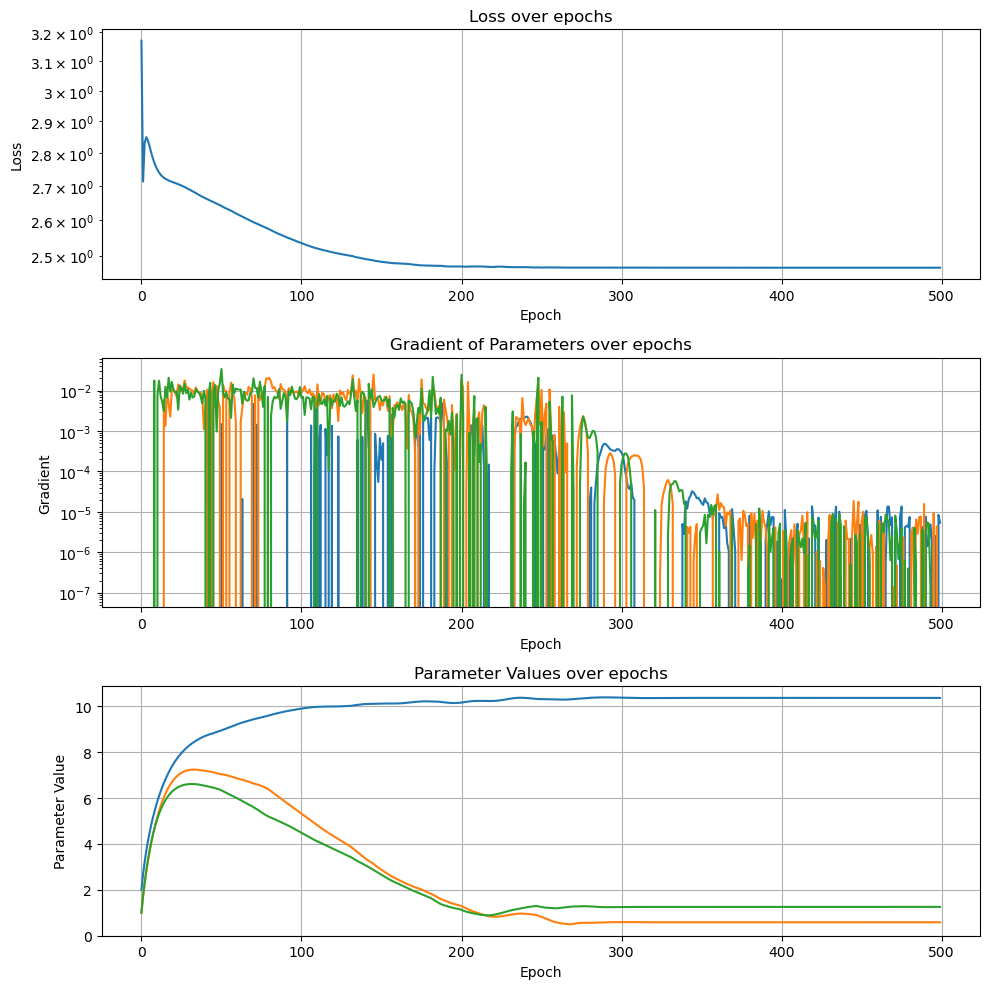 Loss over epochs
3.2 × 10⁰
3.1 × 10⁰
3 × 10⁰
2.9 × 10⁰
2.8 × 10⁰
2.7 × 10⁰
2.6 × 10⁰
2.5 × 10⁰
Loss
0 100 200 300 400 500
Epoch
Gradient of Parameters over epochs
10⁻²
10⁻³
10⁻⁴
10⁻⁵
10⁻⁶
10⁻⁷
Gradient
0 100 200 300 400 500
Epoch
Parameter Values over epochs
10
8
6
4
2
0
Parameter Value
0 100 200 300 400 500
Epoch